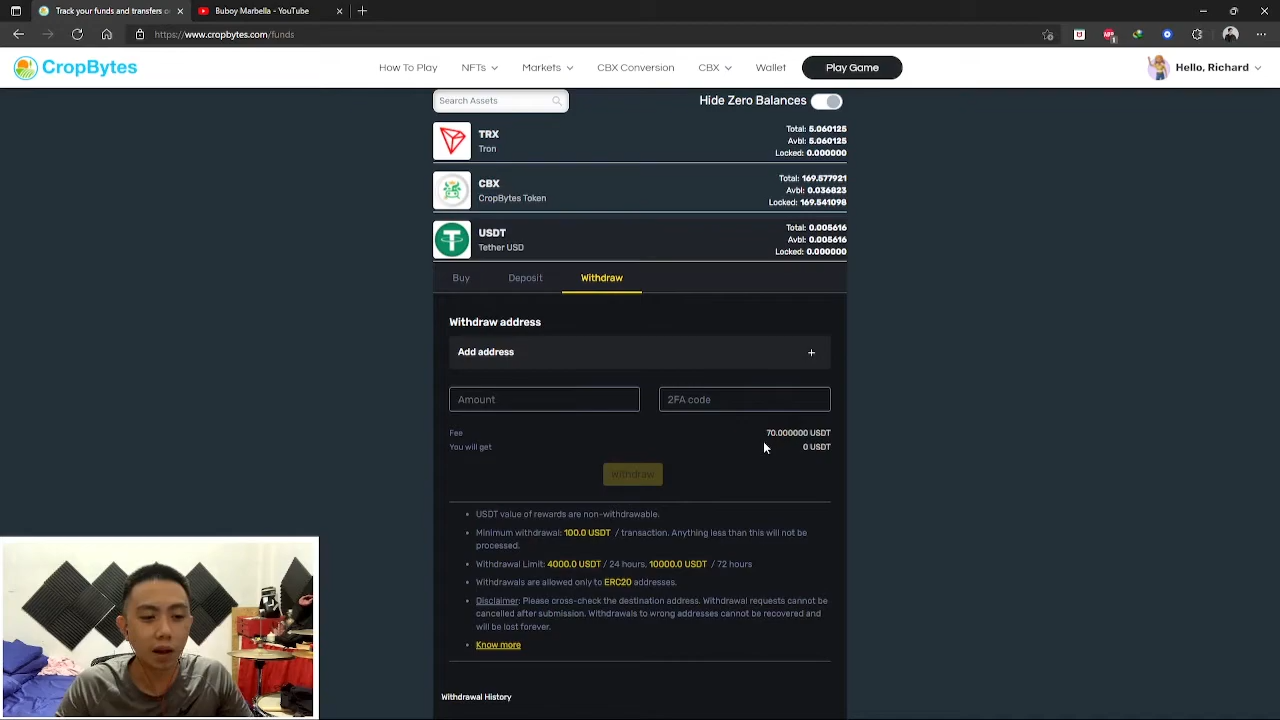 Track your funds and transfers o
Buboy Marbella - YouTube
https://www.cropbytes.com/funds
CropBytes
How To Play
NFTs
Markets
CBX Conversion
CBX
Wallet
Play Game
Hello, Richard
Search Assets
Hide Zero Balances
TRX
Tron
Total: 5.060125
Avbl: 5.060125
Locked: 0.000000
CBX
CropBytes Token
Total: 169.577921
Avbl: 0.036823
Locked: 169.541098
USDT
Tether USD
Total: 0.005616
Avbl: 0.005616
Locked: 0.000000
Buy
Deposit
Withdraw
Withdraw address
Add address
+
Amount
2FA code
Fee
70.000000 USDT
You will get
0 USDT
Withdraw
• USDT value of rewards are non-withdrawable.
• Minimum withdrawal: 100.0 USDT / transaction. Anything less than this will not be
processed.
• Withdrawal Limit: 4000.0 USDT / 24 hours, 10000.0 USDT / 72 hours
• Withdrawals are allowed only to ERC20 addresses.
• Disclaimer: Please cross-check the destination address. Withdrawal requests cannot be
cancelled after submission. Withdrawals to wrong addresses cannot be recovered and
will be lost forever.
• Know more
Withdrawal History